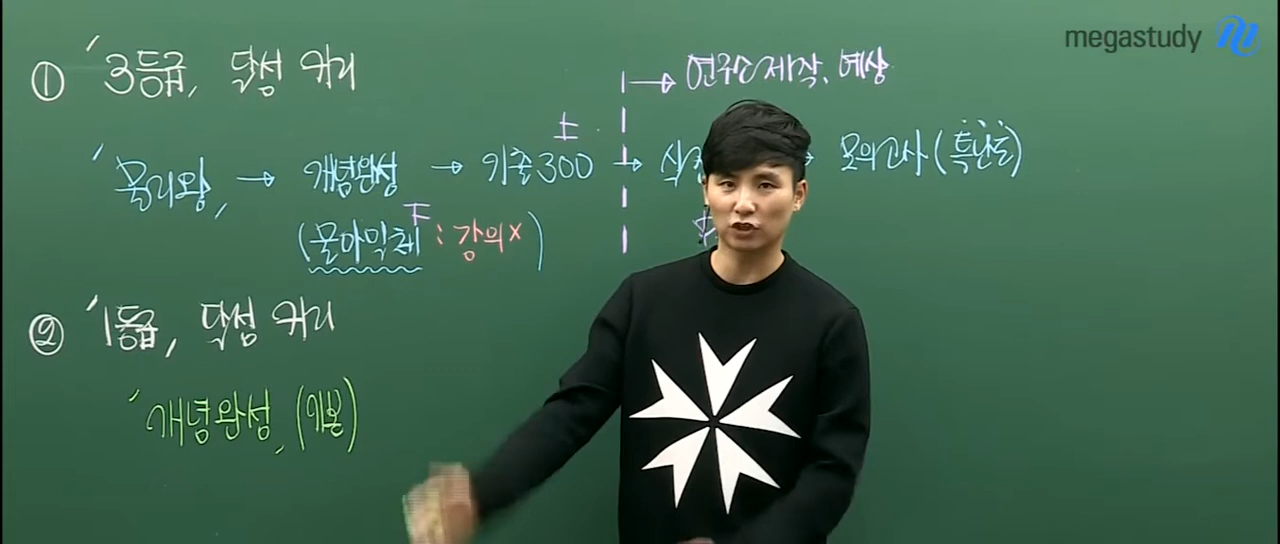 megastudy
① 3등급, 달성 커리
→ 연구소 제작, 예상
물리왕, → 개념완성 → 기출300 → 모의고사(특난도)
(몰아익체 : 강의×)
② 1등급, 달성 커리
개념완성, (기본)